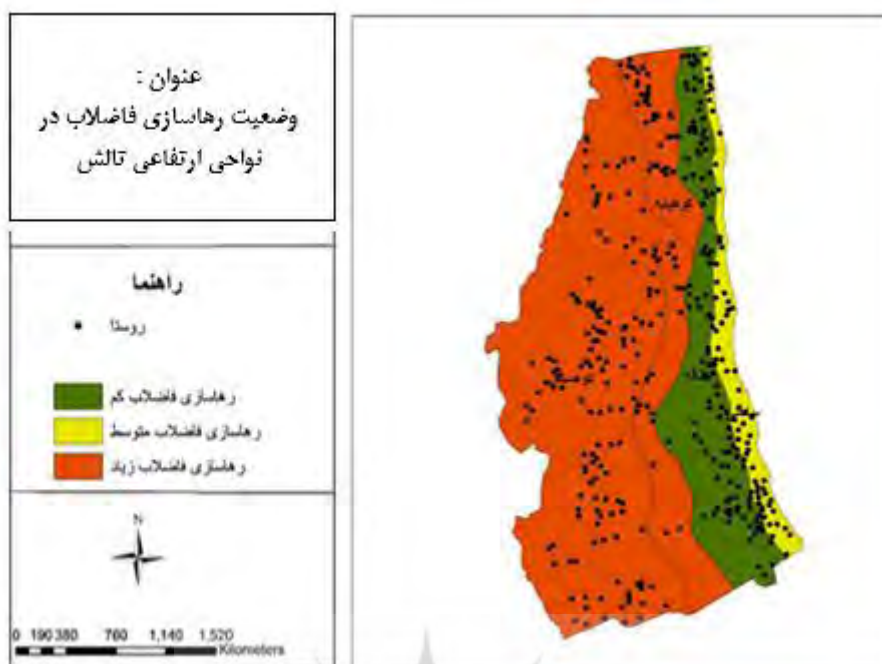 عنوان :
وضعیت رهاسازی فاضلاب در
نواحی ارتفاعی تالش
راهنما
روستا
رهاسازی فاضلاب کم
رهاسازی فاضلاب متوسط
رهاسازی فاضلاب زیاد
N
0 190 380 760 1,140 1,520
Kilometers